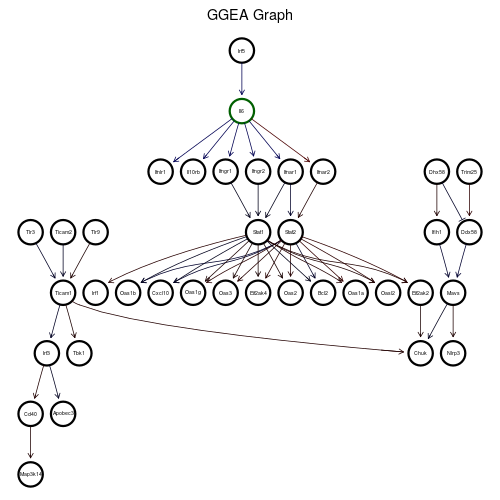 GGEA Graph
Irf5
Il6
Ifnlr1 Il10rb Ifngr1 Ifngr2 Ifnar1 Ifnar2 Dhx58 Trim25
Tlr3 Ticam2 Tlr9 Stat1 Stat2 Ifih1 Ddx58
Ticam1 Irf1 Oas1b Cxcl10 Oas1g Oas3 Eif2ak4 Oas2 Bcl2 Oas1a Oasl2 Eif2ak2 Mavs
Irf3 Tbk1 Chuk Nlrp3
Cd40 Apobec3
Map3k14